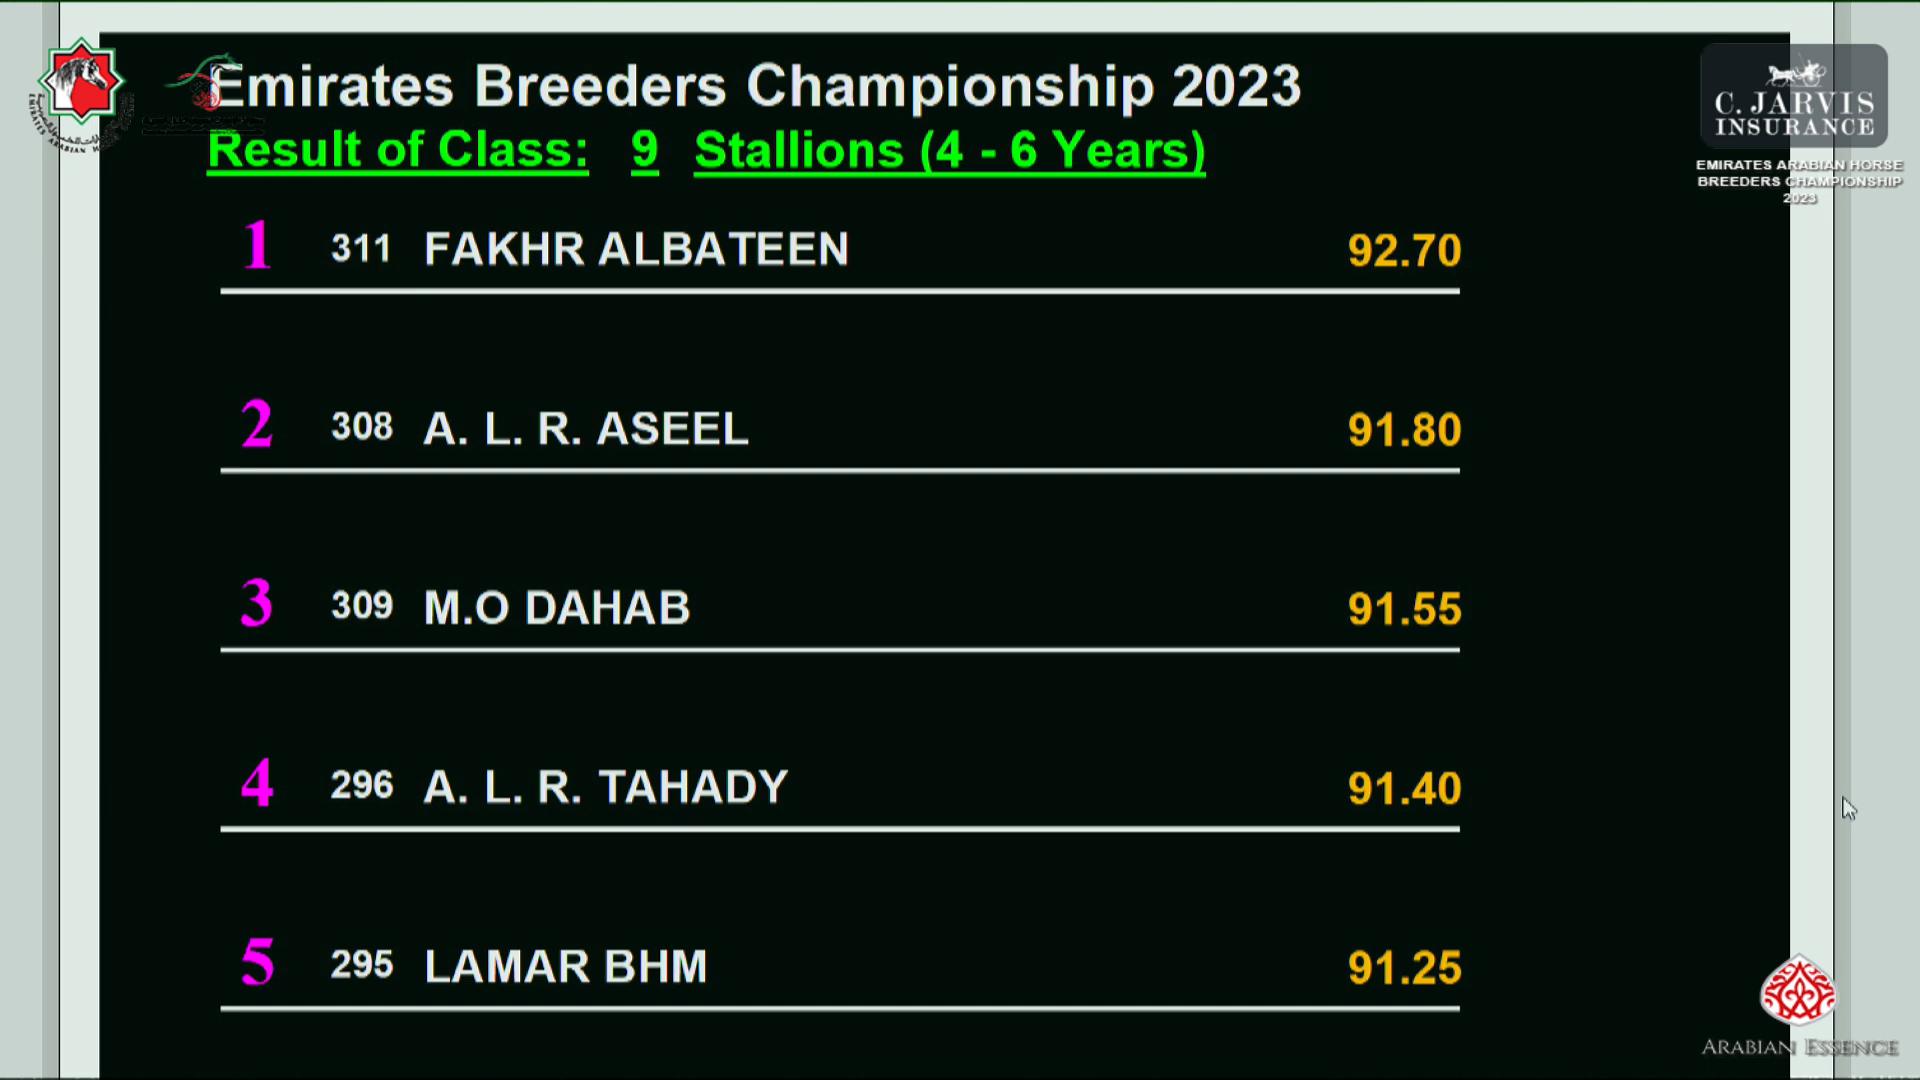 Emirates Breeders Championship 2023
Result of Class: 9 Stallions (4 - 6 Years)
1 311 FAKHR ALBATEEN 92.70
2 308 A. L. R. ASEEL 91.80
3 309 M.O DAHAB 91.55
4 296 A. L. R. TAHADY 91.40
5 295 LAMAR BHM 91.25
C. JARVIS
INSURANCE
EMIRATES ARABIAN HORSE
BREEDERS CHAMPIONSHIP
2023
ARABIAN ESSENCE